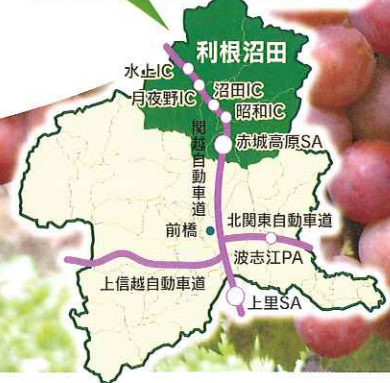 利根沼田
水上IC
月夜野IC
沼田IC
昭和IC
関越自動車道
赤城高原SA
前橋
北関東自動車道
波志江PA
上信越自動車道
上里SA